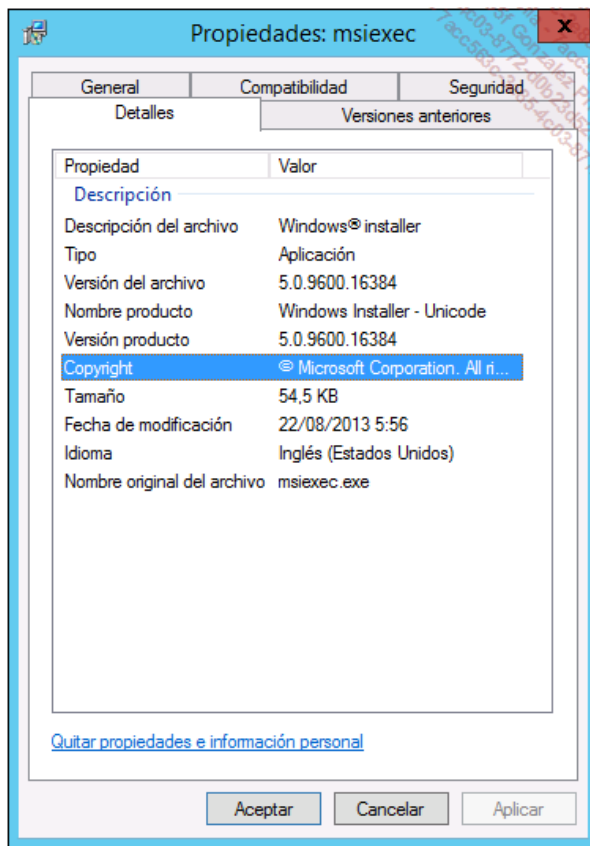 Propiedades: msiexec
x
General Compatibilidad Seguridad
Detalles Versiones anteriores
Propiedad Valor
Descripción
Descripción del archivo Windows® installer
Tipo Aplicación
Versión del archivo 5.0.9600.16384
Nombre producto Windows Installer - Unicode
Versión producto 5.0.9600.16384
Copyright © Microsoft Corporation. All ri...
Tamaño 54,5 KB
Fecha de modificación 22/08/2013 5:56
Idioma Inglés (Estados Unidos)
Nombre original del archivo msiexec.exe
Quitar propiedades e información personal
Aceptar Cancelar Aplicar